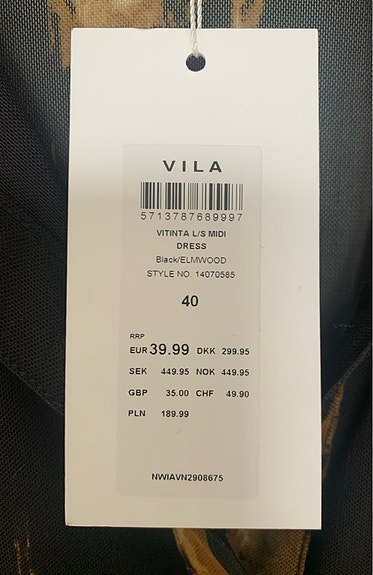 VILA
5713787689997
VITINTA L/S MIDI
DRESS
Black/ELMWOOD
STYLE NO. 14070585
40
RRP
EUR 39.99 DKK 299.95
SEK 449.95 NOK 449.95
GBP 35.00 CHF 49.90
PLN 189.99
NWIAVN2908675